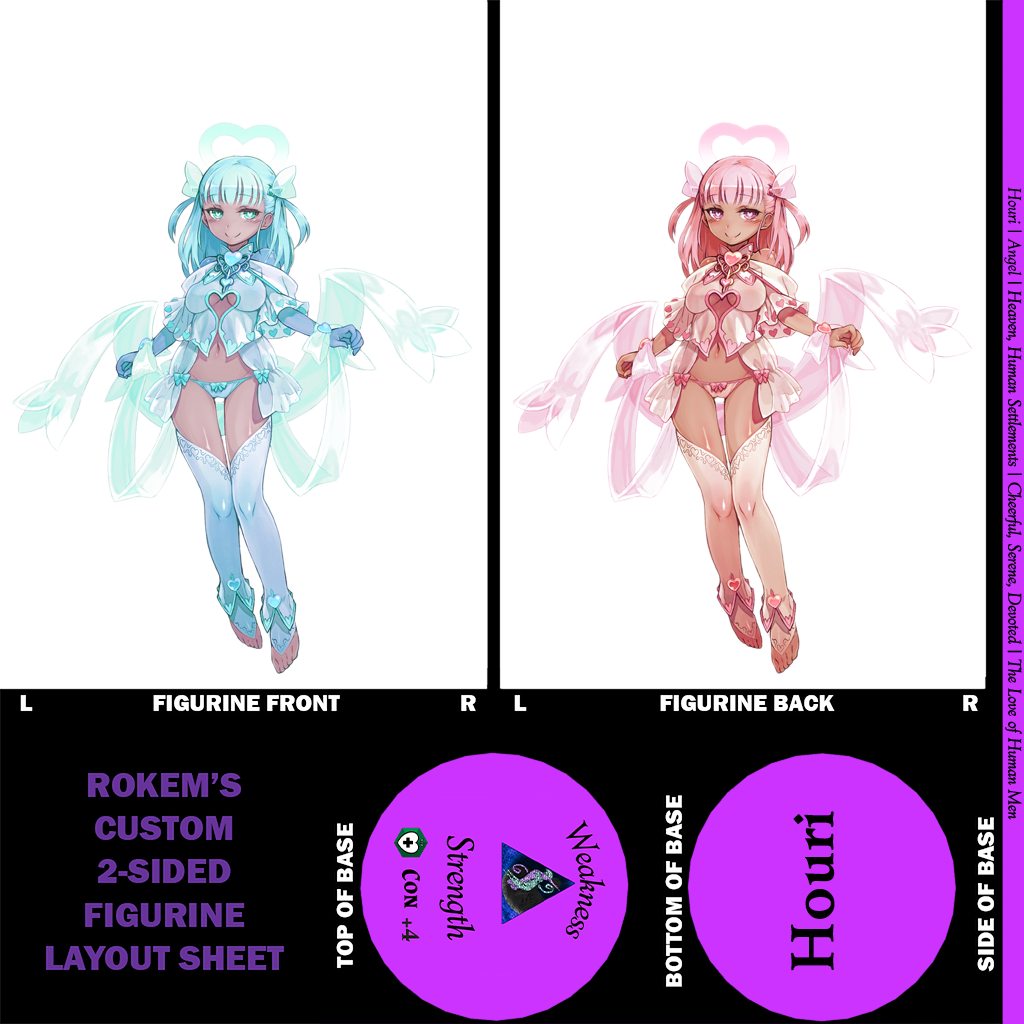 L
FIGURINE FRONT
R
L
FIGURINE BACK
R
Houri | Angel | Heaven, Human Settlements | Cheerful, Serene, Devoted | The Love of Human Men
ROKEM'S
CUSTOM
2-SIDED
FIGURINE
LAYOUT SHEET
TOP OF BASE
Weakness
Strength
CON +4
BOTTOM OF BASE
Houri
SIDE OF BASE